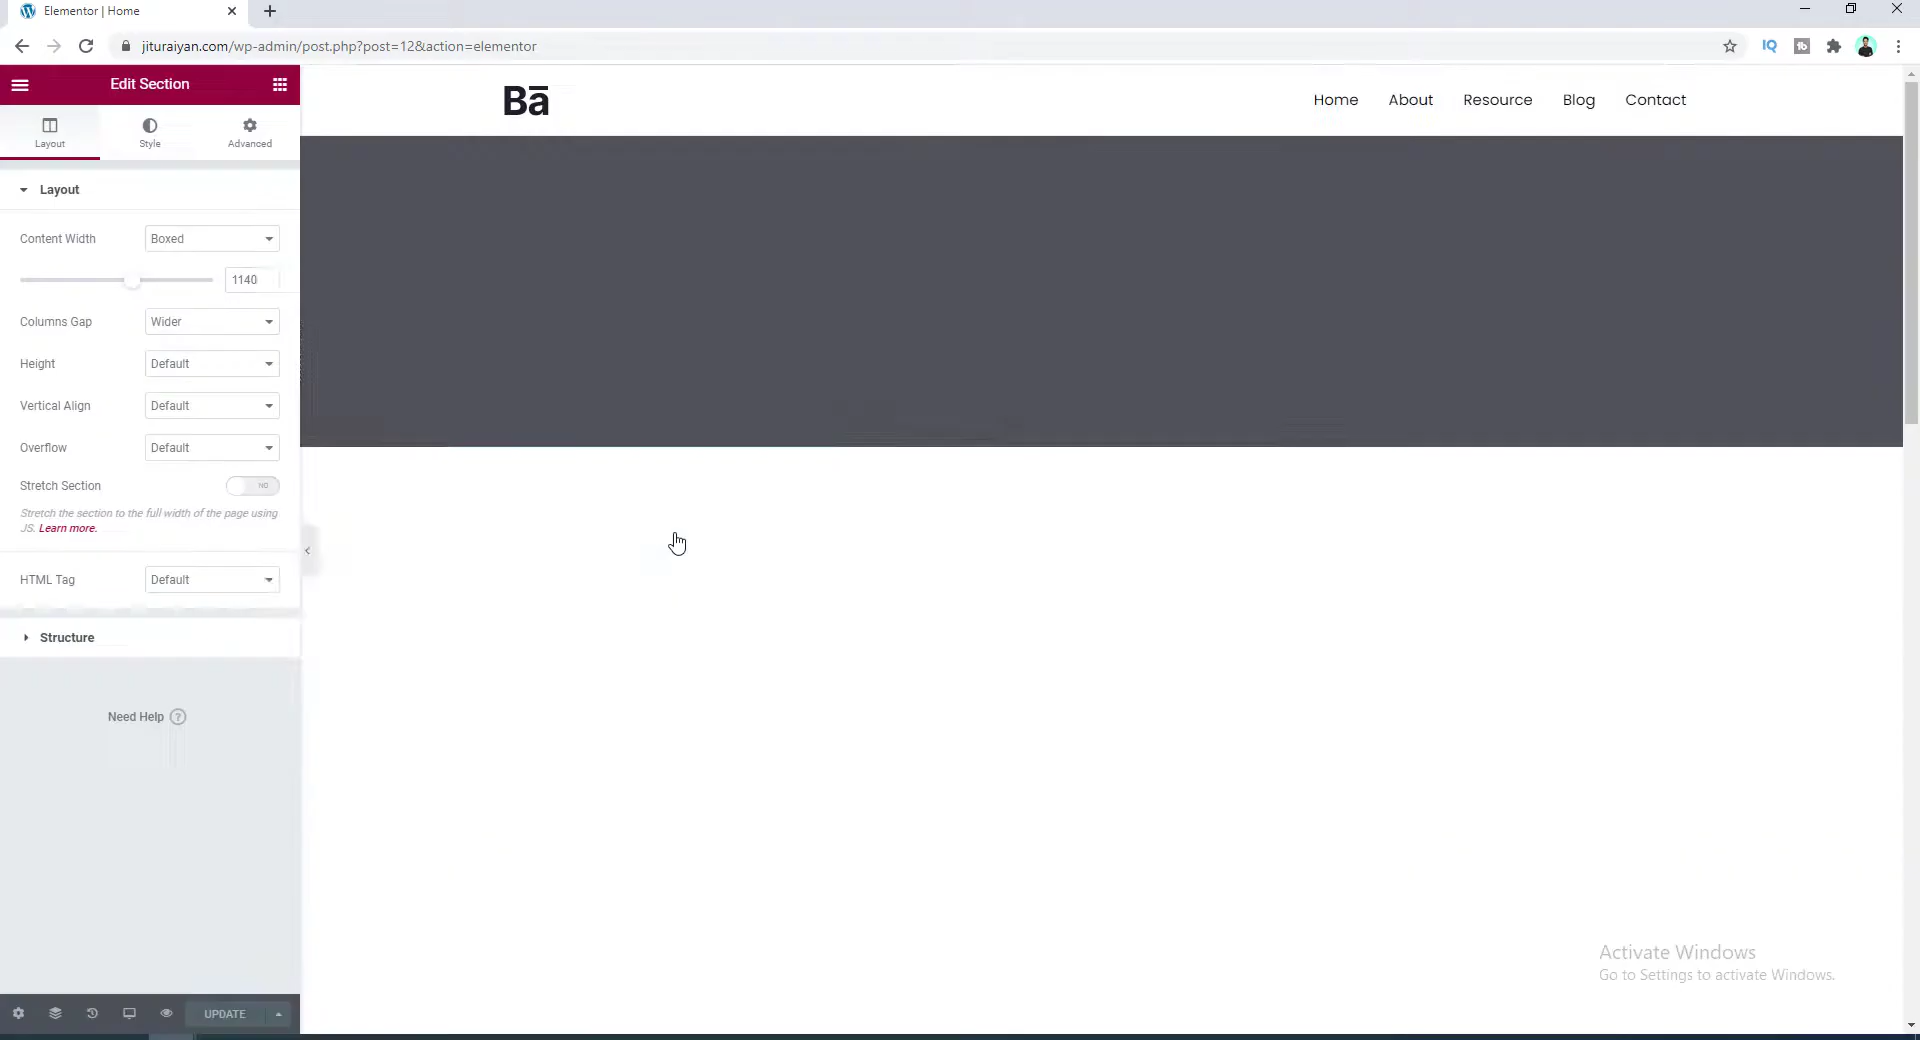 Elementor | Home
jituraiyan.com/wp-admin/post.php?post=12&action=elementor
IQ
Edit Section
Bā
Home About Resource Blog Contact
Layout Style Advanced
Layout
Content Width Boxed
1140
Columns Gap Wider
Height Default
Vertical Align Default
Overflow Default
Stretch Section NO
Stretch the section to the full width of the page using
JS. Learn more.
HTML Tag Default
Structure
Need Help ?
Activate Windows
Go to Settings to activate Windows.
UPDATE